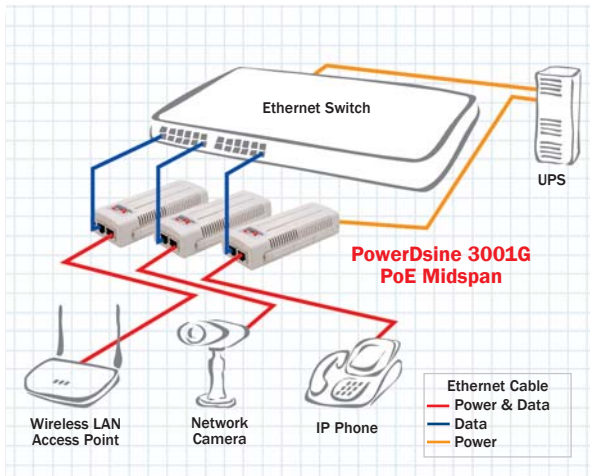 Ethernet Switch
UPS
PowerDsine 3001G
PoE Midspan
Wireless LAN
Access Point
Network
Camera
IP Phone
Ethernet Cable
Power & Data
Data
Power